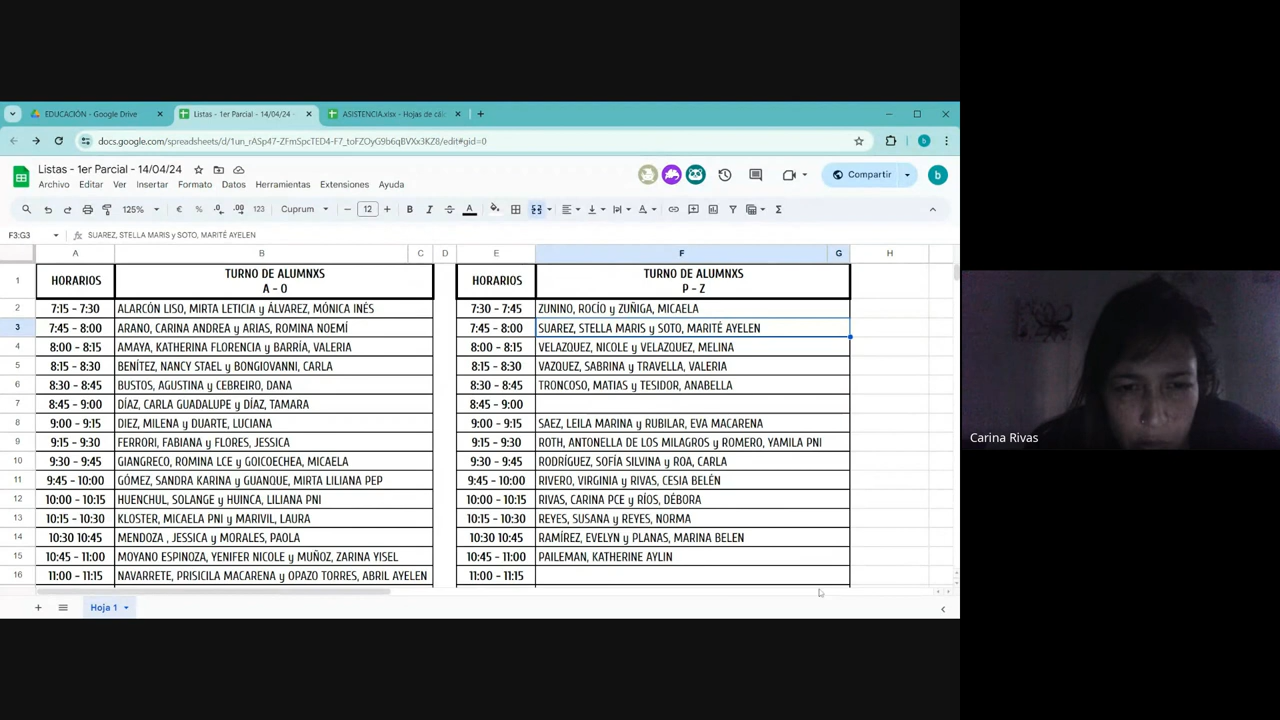 EDUCACIÓN - Google Drive
Listas - 1er Parcial - 14/04/24 -
ASISTENCIA.xlsx - Hojas de cálc
docs.google.com/spreadsheets/d/1un_rASp47-ZFmSpcTED4-F7_toFZOyG9b6qBVXx3KZ8/edit#gid=0
Listas - 1er Parcial - 14/04/24
Archivo Editar Ver Insertar Formato Datos Herramientas Extensiones Ayuda
Compartir
b
b
125% € % .0 .00 123 Cuprum 12 B I A
F3:G3 fx SUAREZ, STELLA MARIS y SOTO, MARITÉ AYELEN
A B C D E F G H
1 HORARIOS TURNO DE ALUMNXS HORARIOS TURNO DE ALUMNXS
A - O P - Z
2 7:15 - 7:30 ALARCÓN LISO, MIRTA LETICIA y ÁLVAREZ, MÓNICA INÉS 7:30 - 7:45 ZUNINO, ROCÍO y ZUÑIGA, MICAELA
3 7:45 - 8:00 ARANO, CARINA ANDREA y ARIAS, ROMINA NOEMÍ 7:45 - 8:00 SUAREZ, STELLA MARIS y SOTO, MARITÉ AYELEN
4 8:00 - 8:15 AMAYA, KATHERINA FLORENCIA y BARRÍA, VALERIA 8:00 - 8:15 VELAZQUEZ, NICOLE y VELAZQUEZ, MELINA
5 8:15 - 8:30 BENÍTEZ, NANCY STAEL y BONGIOVANNI, CARLA 8:15 - 8:30 VAZQUEZ, SABRINA y TRAVELLA, VALERIA
6 8:30 - 8:45 BUSTOS, AGUSTINA y CEBREIRO, DANA 8:30 - 8:45 TRONCOSO, MATIAS y TESIDOR, ANABELLA
7 8:45 - 9:00 DÍAZ, CARLA GUADALUPE y DÍAZ, TAMARA 8:45 - 9:00
8 9:00 - 9:15 DIEZ, MILENA y DUARTE, LUCIANA 9:00 - 9:15 SAEZ, LEILA MARINA y RUBILAR, EVA MACARENA
9 9:15 - 9:30 FERRORI, FABIANA y FLORES, JESSICA 9:15 - 9:30 ROTH, ANTONELLA DE LOS MILAGROS y ROMERO, YAMILA PNI
10 9:30 - 9:45 GIANGRECO, ROMINA LCE y GOICOECHEA, MICAELA 9:30 - 9:45 RODRÍGUEZ, SOFÍA SILVINA y ROA, CARLA
11 9:45 - 10:00 GÓMEZ, SANDRA KARINA y GUANQUE, MIRTA LILIANA PEP 9:45 - 10:00 RIVERO, VIRGINIA y RIVAS, CESIA BELÉN
12 10:00 - 10:15 HUENCHUL, SOLANGE y HUINCA, LILIANA PNI 10:00 - 10:15 RIVAS, CARINA PCE y RÍOS, DÉBORA
13 10:15 - 10:30 KLOSTER, MICAELA PNI y MARIVIL, LAURA 10:15 - 10:30 REYES, SUSANA y REYES, NORMA
14 10:30 10:45 MENDOZA , JESSICA y MORALES, PAOLA 10:30 10:45 RAMÍREZ, EVELYN y PLANAS, MARINA BELEN
15 10:45 - 11:00 MOYANO ESPINOZA, YENIFER NICOLE y MUÑOZ, ZARINA YISEL 10:45 - 11:00 PAILEMAN, KATHERINE AYLIN
16 11:00 - 11:15 NAVARRETE, PRISICILA MACARENA y OPAZO TORRES, ABRIL AYELEN 11:00 - 11:15
Hoja 1
Carina Rivas